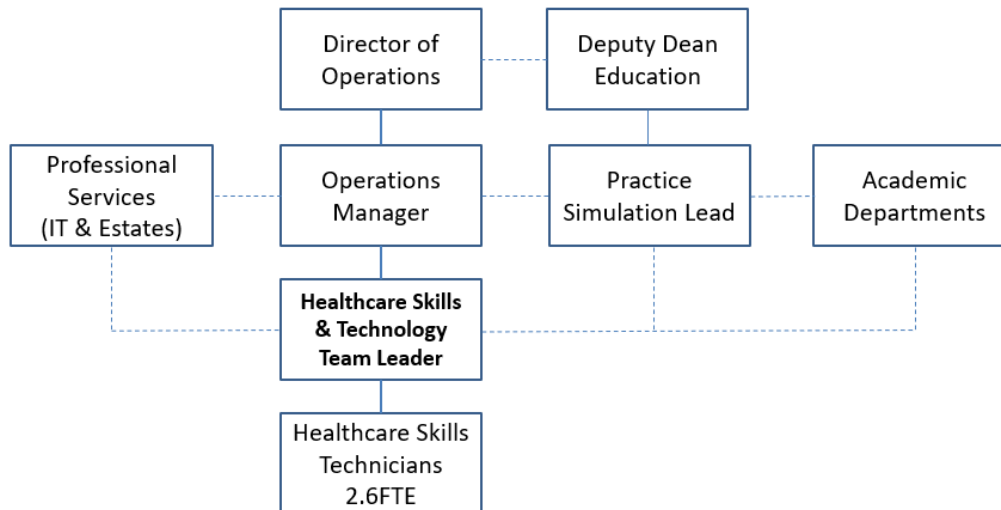 Director of
Operations
Deputy Dean
Education
Professional
Services
(IT & Estates)
Operations
Manager
Practice
Simulation Lead
Academic
Departments
Healthcare Skills
& Technology
Team Leader
Healthcare Skills
Technicians
2.6FTE